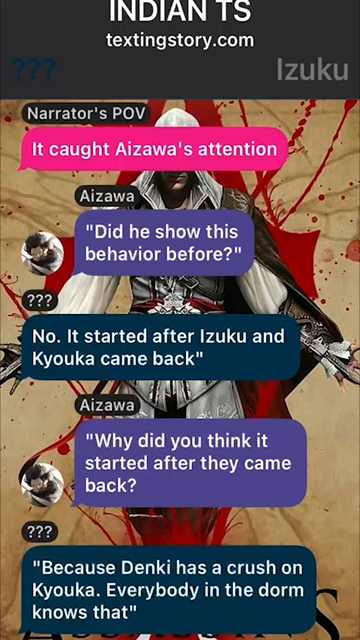 INDIAN TS
textingstory.com
???
Izuku
Narrator's POV
It caught Aizawa's attention
Aizawa
"Did he show this
behavior before?"
???
No. It started after Izuku and
Kyouka came back"
Aizawa
"Why did you think it
started after they came
back?
???
"Because Denki has a crush on
Kyouka. Everybody in the dorm
knows that"